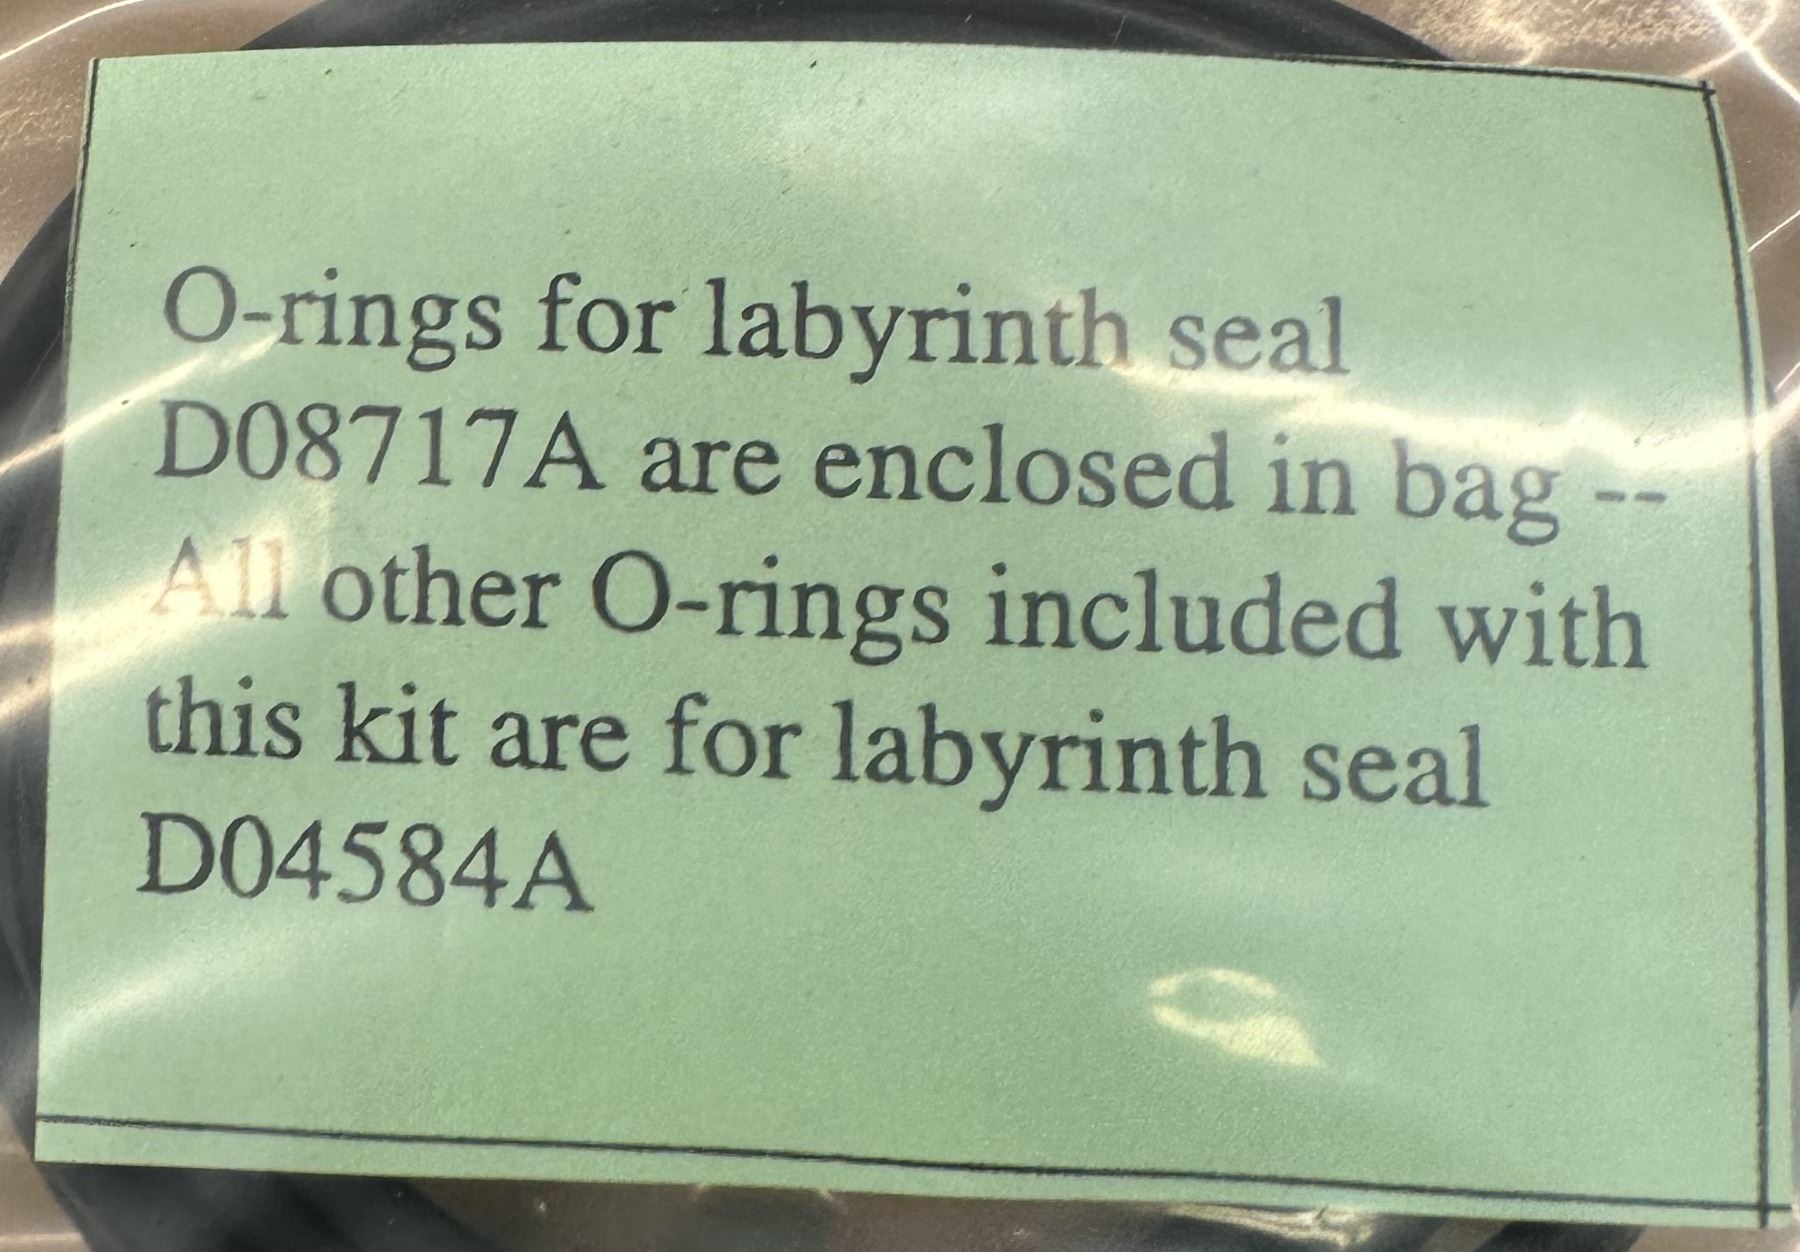 O-rings for labyrinth seal
D08717A are enclosed in bag --
All other O-rings included with
this kit are for labyrinth seal
D04584A